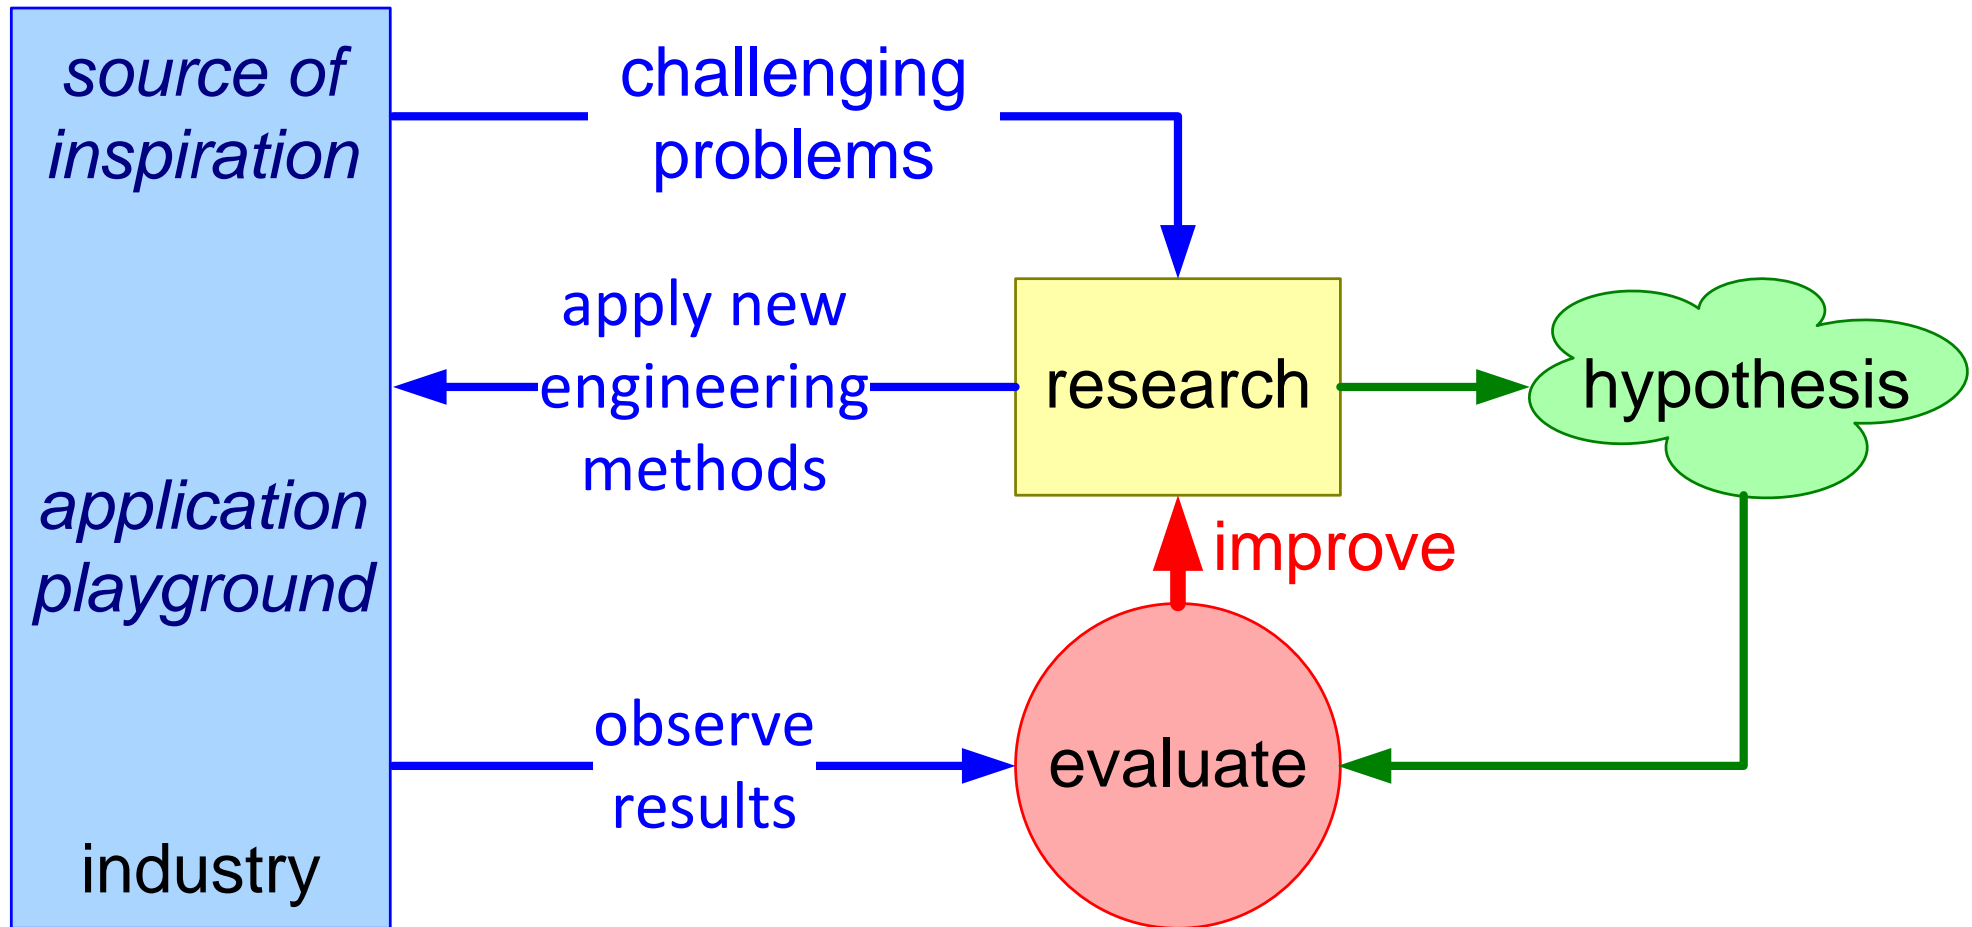 source of
inspiration
challenging
problems
apply new
engineering
methods
research
hypothesis
application
playground
improve
observe
results
evaluate
industry